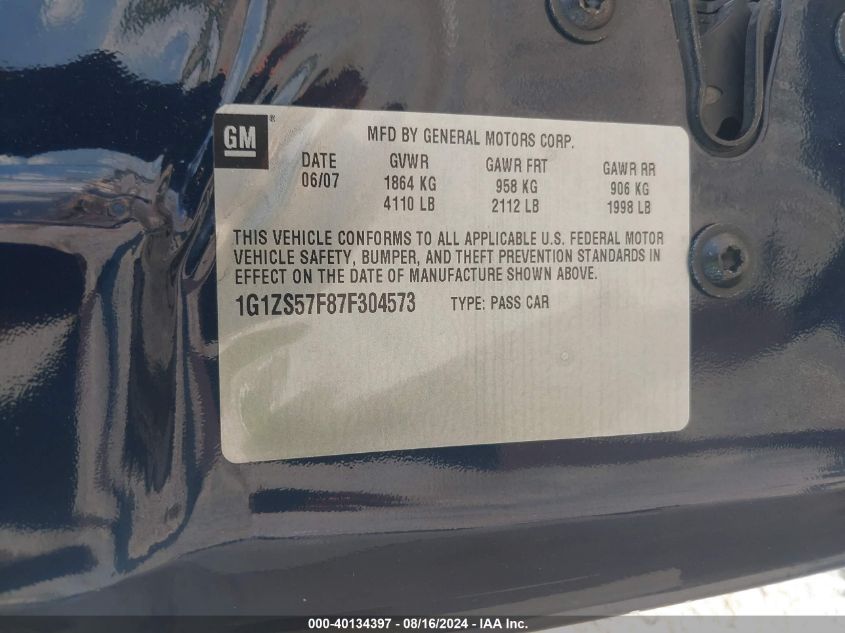 GM®
MFD BY GENERAL MOTORS CORP.
DATE GVWR GAWR FRT GAWR RR
06/07 1864 KG 958 KG 906 KG
4110 LB 2112 LB 1998 LB
THIS VEHICLE CONFORMS TO ALL APPLICABLE U.S. FEDERAL MOTOR
VEHICLE SAFETY, BUMPER, AND THEFT PREVENTION STANDARDS IN
EFFECT ON THE DATE OF MANUFACTURE SHOWN ABOVE.
1G1ZS57F87F304573 TYPE: PASS CAR
000-40134397 - 08/16/2024 - IAA Inc.